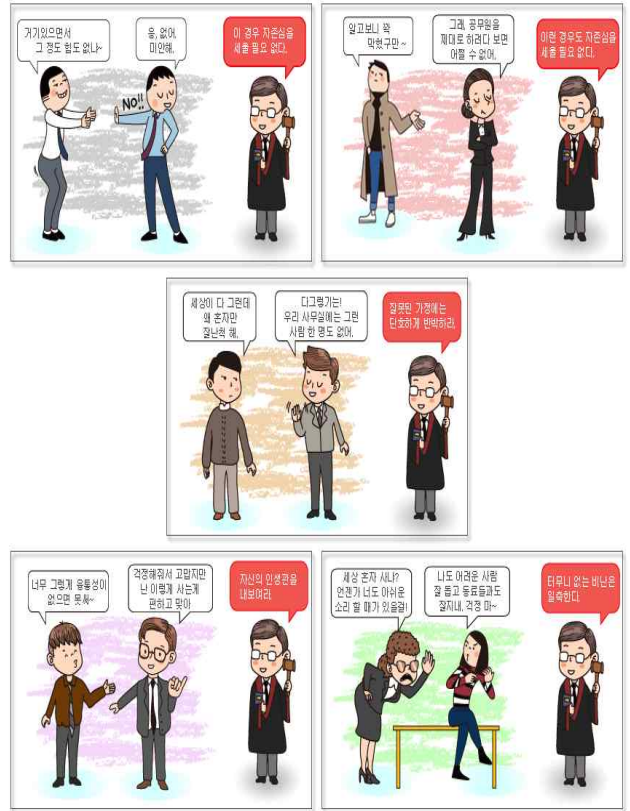 거기있으면서
그 정도 힘도 없나~
응, 없어.
미안해.
이 경우 자존심을
세울 필요 없다.
NO!!
알고보니 꽉
막혔구만~
그래, 공무원을
제대로 하려다 보면
어쩔 수 없어.
이런 경우도 자존심을
세울 필요 없다.
세상이 다 그런데
왜 혼자만
잘난척 해.
다그렇기는!
우리 사무실에는 그런
사람 한 명도 없어.
잘못된 가정에는
단호하게 반박하라.
너무 그렇게 융통성이
없으면 못써~
걱정해줘서 고맙지만
난 이렇게 사는게
편하고 맞아
자신의 인생관을
내보여라.
세상 혼자 사나?
언젠가 너도 아쉬운
소리 할 때가 있을걸!
나도 어려운 사람
잘 돕고 동료들과도
잘지내, 걱정 마~
터무니 없는 비난은
일축한다.